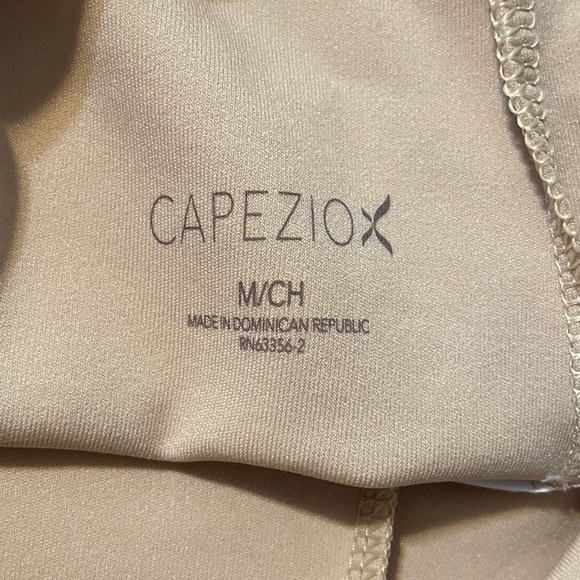 CAPEZIO
M/CH
MADE IN DOMINICAN REPUBLIC
RN63356-2